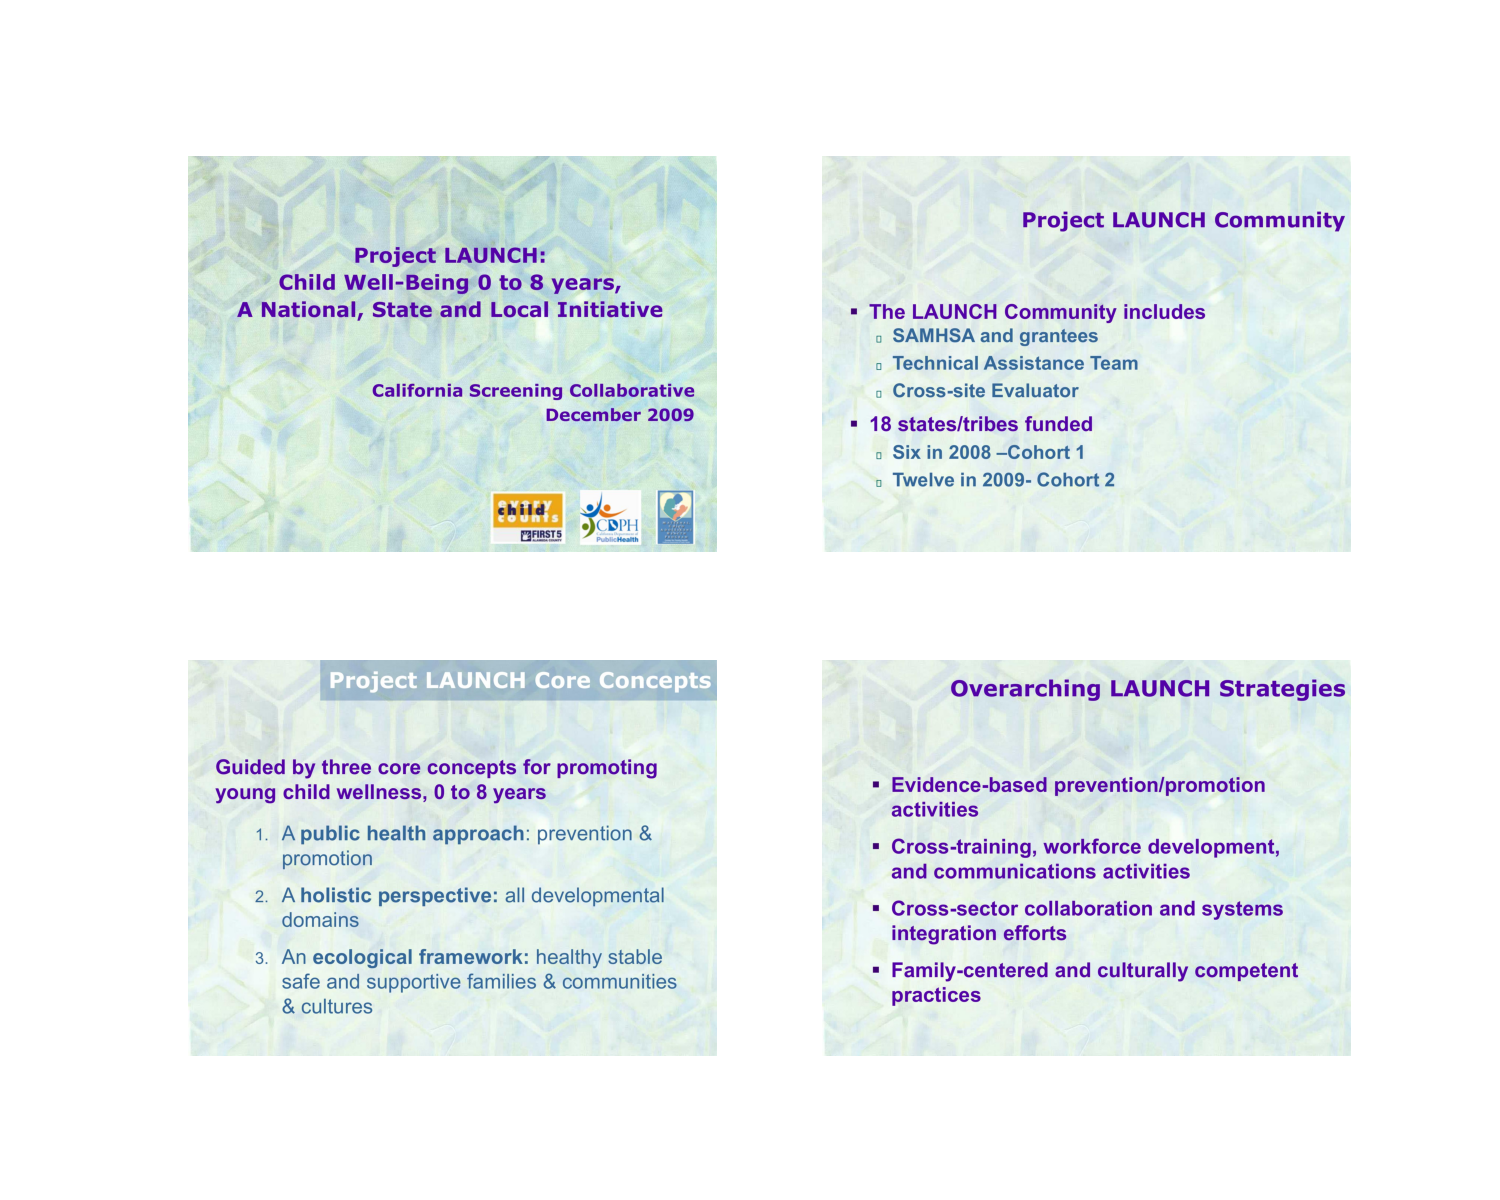 Project LAUNCH:
Child Well-Being 0 to 8 years,
A National, State and Local Initiative
California Screening Collaborative
December 2009
every
child
counts
FIRST 5
ALAMEDA COUNTY
CDPH
California Department of
PublicHealth
Project LAUNCH Community
▪ The LAUNCH Community includes
▯ SAMHSA and grantees
▯ Technical Assistance Team
▯ Cross-site Evaluator
▪ 18 states/tribes funded
▯ Six in 2008 –Cohort 1
▯ Twelve in 2009- Cohort 2
Project LAUNCH Core Concepts
Guided by three core concepts for promoting
young child wellness, 0 to 8 years
1. A public health approach: prevention &
promotion
2. A holistic perspective: all developmental
domains
3. An ecological framework: healthy stable
safe and supportive families & communities
& cultures
Overarching LAUNCH Strategies
▪ Evidence-based prevention/promotion
activities
▪ Cross-training, workforce development,
and communications activities
▪ Cross-sector collaboration and systems
integration efforts
▪ Family-centered and culturally competent
practices